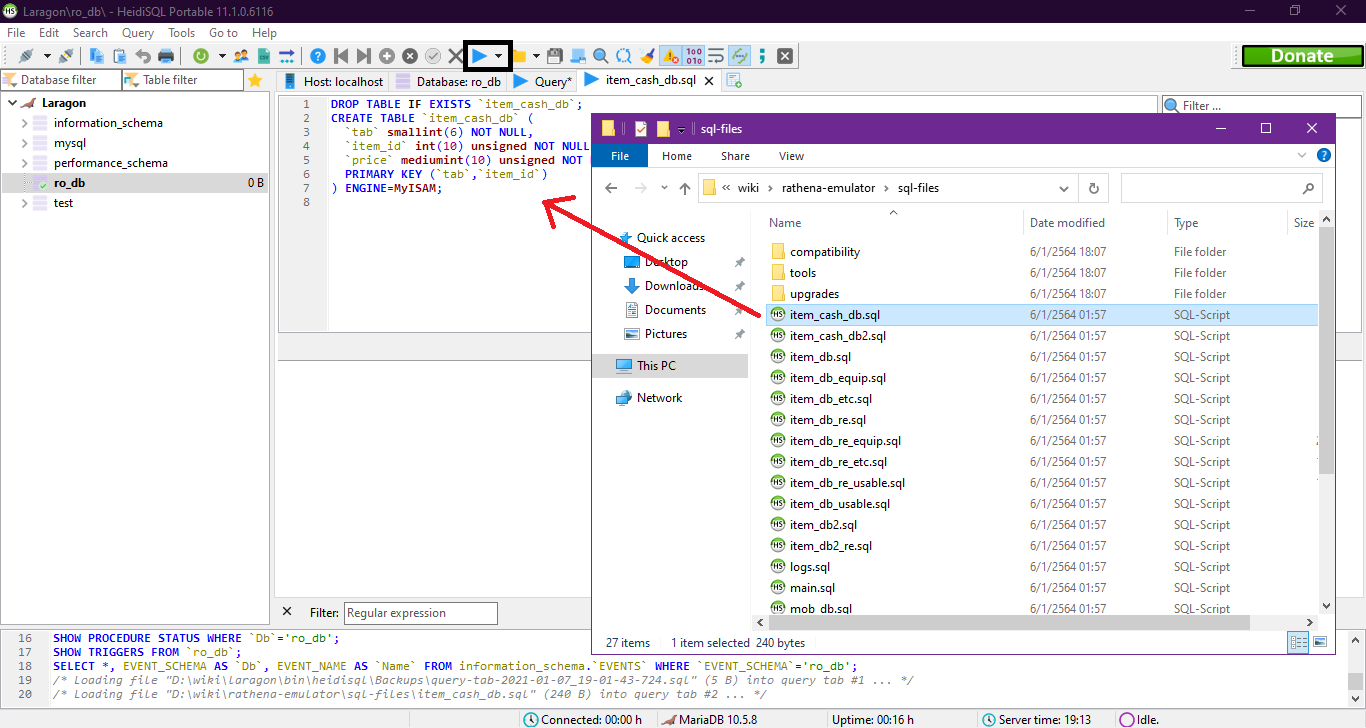 Laragon\ro_db\ - HeidiSQL Portable 11.1.0.6116
File Edit Search Query Tools Go to Help
Donate
Database filter
Table filter
Host: localhost
Database: ro_db
Query*
item_cash_db.sql
Filter ...
Laragon
information_schema
mysql
performance_schema
ro_db 0 B
test
1 DROP TABLE IF EXISTS `item_cash_db`;
2 CREATE TABLE `item_cash_db` (
3 `tab` smallint(6) NOT NULL,
4 `item_id` int(10) unsigned NOT NULL
5 `price` mediumint(10) unsigned NOT
6 PRIMARY KEY (`tab`,`item_id`)
7 ) ENGINE=MyISAM;
8
sql-files
File Home Share View
« wiki › rathena-emulator › sql-files
Quick access
Desktop
Downloads
Documents
Pictures
This PC
Network
Name Date modified Type Size
compatibility 6/1/2564 18:07 File folder
tools 6/1/2564 18:07 File folder
upgrades 6/1/2564 18:07 File folder
item_cash_db.sql 6/1/2564 01:57 SQL-Script
item_cash_db2.sql 6/1/2564 01:57 SQL-Script
item_db.sql 6/1/2564 01:57 SQL-Script
item_db_equip.sql 6/1/2564 01:57 SQL-Script
item_db_etc.sql 6/1/2564 01:57 SQL-Script
item_db_re.sql 6/1/2564 01:57 SQL-Script
item_db_re_equip.sql 6/1/2564 01:57 SQL-Script
item_db_re_etc.sql 6/1/2564 01:57 SQL-Script
item_db_re_usable.sql 6/1/2564 01:57 SQL-Script
item_db_usable.sql 6/1/2564 01:57 SQL-Script
item_db2.sql 6/1/2564 01:57 SQL-Script
item_db2_re.sql 6/1/2564 01:57 SQL-Script
logs.sql 6/1/2564 01:57 SQL-Script
main.sql 6/1/2564 01:57 SQL-Script
mob_db.sql 6/1/2564 01:57 SQL-Script
27 items 1 item selected 240 bytes
Filter: Regular expression
16 SHOW PROCEDURE STATUS WHERE `Db`='ro_db';
17 SHOW TRIGGERS FROM `ro_db`;
18 SELECT *, EVENT_SCHEMA AS `Db`, EVENT_NAME AS `Name` FROM information_schema.`EVENTS` WHERE `EVENT_SCHEMA`='ro_db';
19 /* Loading file "D:\wiki\laragon\bin\heidisql\Backups\query-tab-2021-01-07_19-01-43-724.sql" (5 B) into query tab #1 ... */
20 /* Loading file "D:\wiki\rathena-emulator\sql-files\item_cash_db.sql" (240 B) into query tab #2 ... */
Connected: 00:00 h
MariaDB 10.5.8
Uptime: 00:16 h
Server time: 19:13
Idle.